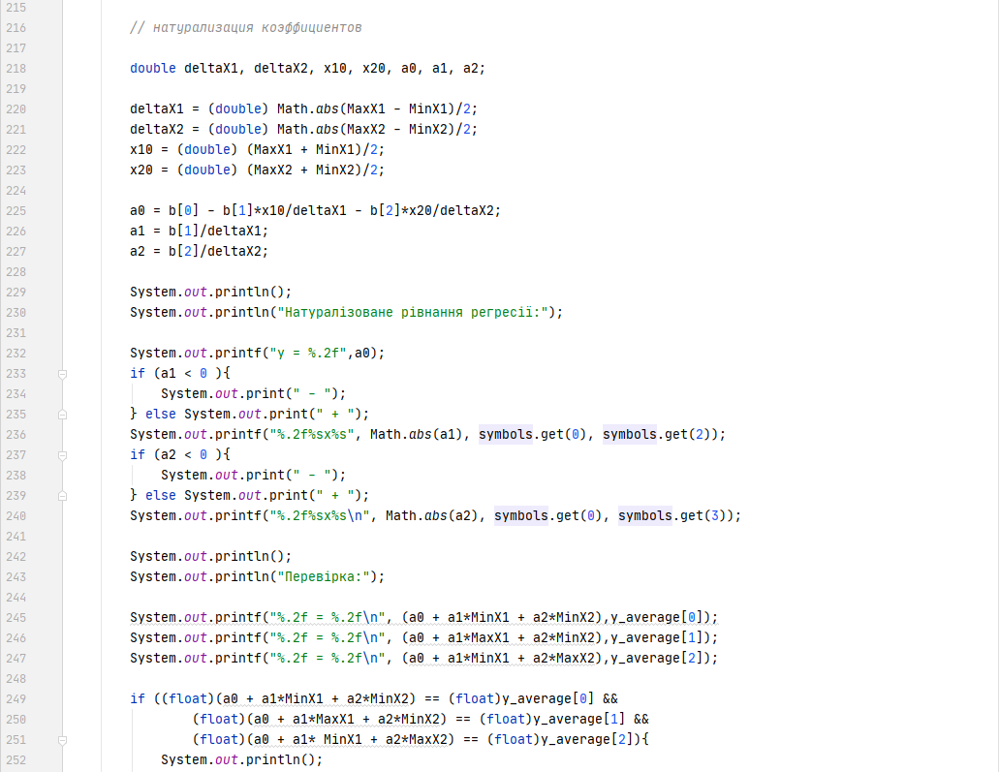 215
216 // натурализация коэффициентов
217
218 double deltaX1, deltaX2, x10, x20, a0, a1, a2;
219
220 deltaX1 = (double) Math.abs(MaxX1 - MinX1)/2;
221 deltaX2 = (double) Math.abs(MaxX2 - MinX2)/2;
222 x10 = (double) (MaxX1 + MinX1)/2;
223 x20 = (double) (MaxX2 + MinX2)/2;
224
225 a0 = b[0] - b[1]*x10/deltaX1 - b[2]*x20/deltaX2;
226 a1 = b[1]/deltaX1;
227 a2 = b[2]/deltaX2;
228
229 System.out.println();
230 System.out.println("Натуралізоване рівняння регресії:");
231
232 System.out.printf("y = %.2f",a0);
233 if (a1 < 0 ){
234 System.out.print(" - ");
235 } else System.out.print(" + ");
236 System.out.printf("%.2f%sx%s", Math.abs(a1), symbols.get(0), symbols.get(2));
237 if (a2 < 0 ){
238 System.out.print(" - ");
239 } else System.out.print(" + ");
240 System.out.printf("%.2f%sx%s\n", Math.abs(a2), symbols.get(0), symbols.get(3));
241
242 System.out.println();
243 System.out.println("Перевірка:");
244
245 System.out.printf("%.2f = %.2f\n", (a0 + a1*MinX1 + a2*MinX2),y_average[0]);
246 System.out.printf("%.2f = %.2f\n", (a0 + a1*MaxX1 + a2*MinX2),y_average[1]);
247 System.out.printf("%.2f = %.2f\n", (a0 + a1*MinX1 + a2*MaxX2),y_average[2]);
248
249 if ((float)(a0 + a1*MinX1 + a2*MinX2) == (float)y_average[0] &&
250 (float)(a0 + a1*MaxX1 + a2*MinX2) == (float)y_average[1] &&
251 (float)(a0 + a1* MinX1 + a2*MaxX2) == (float)y_average[2]){
252 System.out.println();